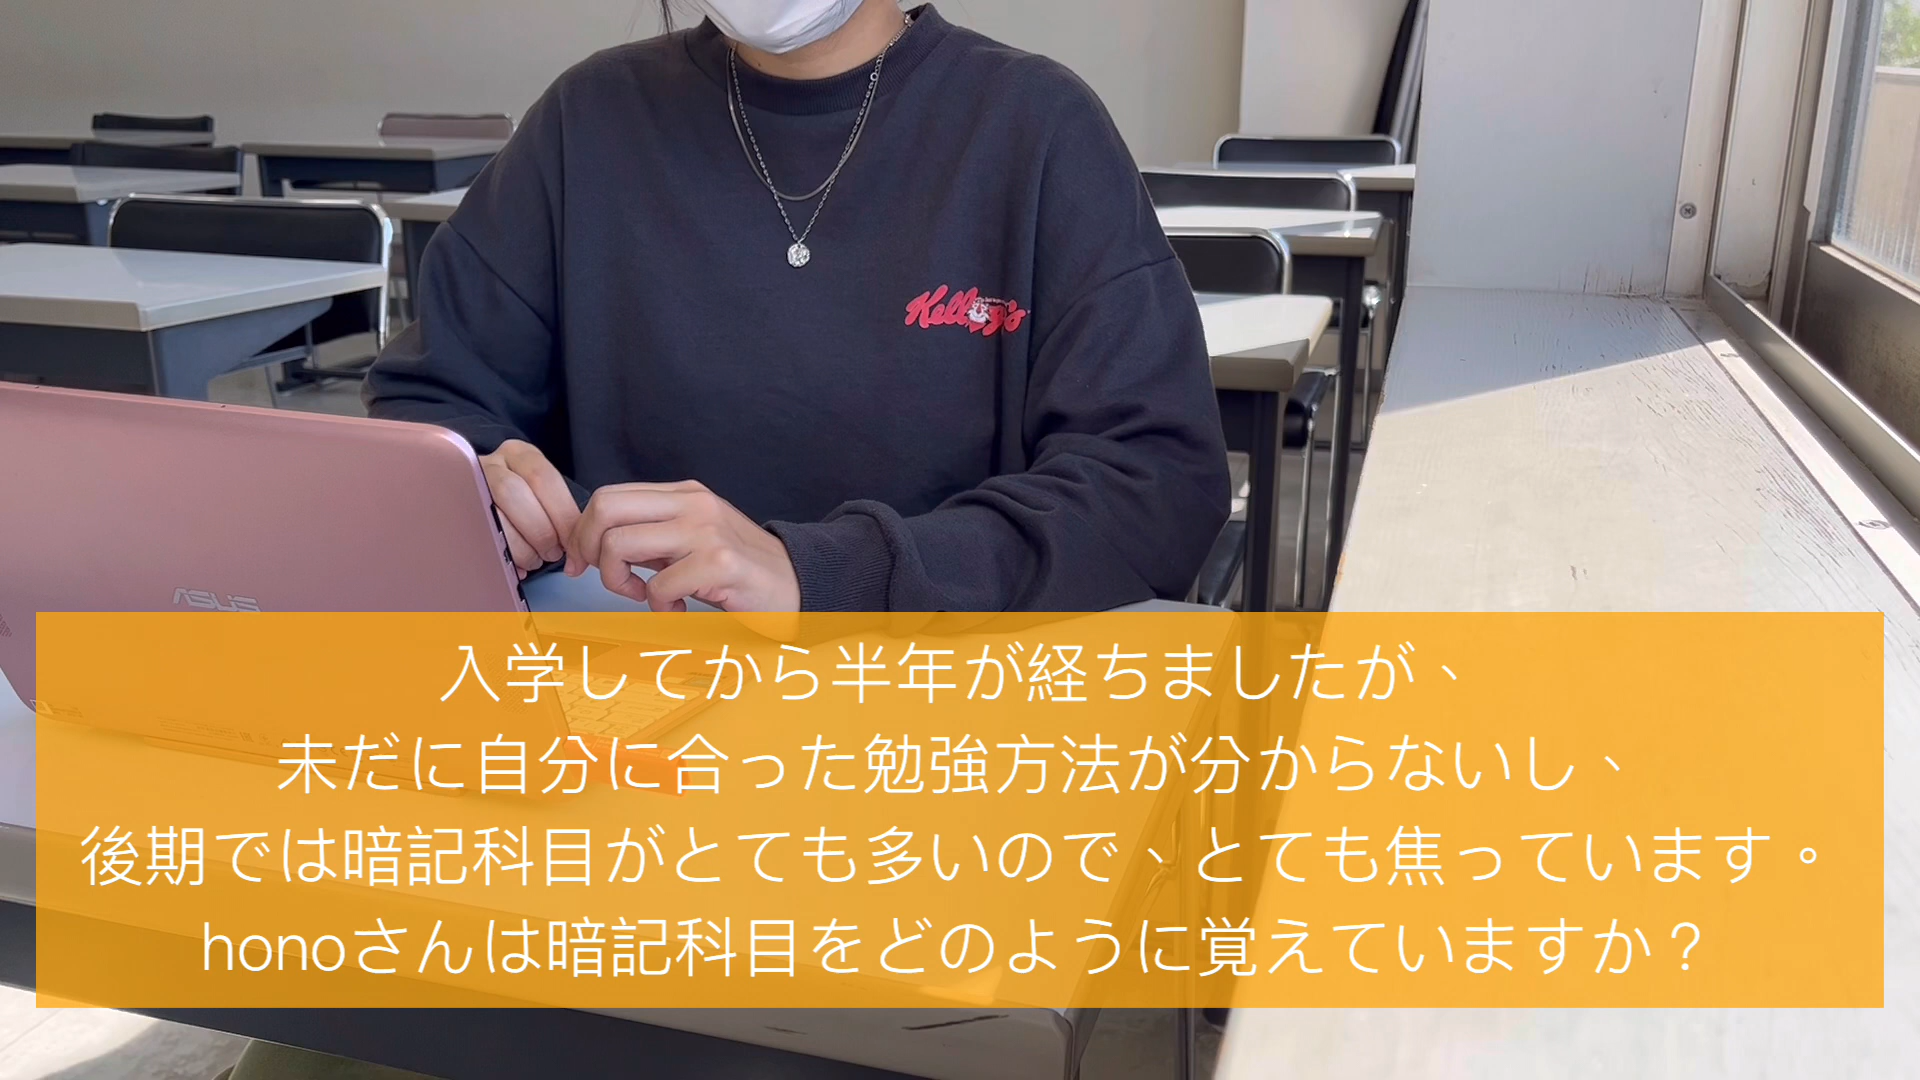 Kellogg's
ASUS
入学してから半年が経ちましたが、
未だに自分に合った勉強方法が分からないし、
後期では暗記科目がとても多いので、とても焦っています。
honoさんは暗記科目をどのように覚えていますか？